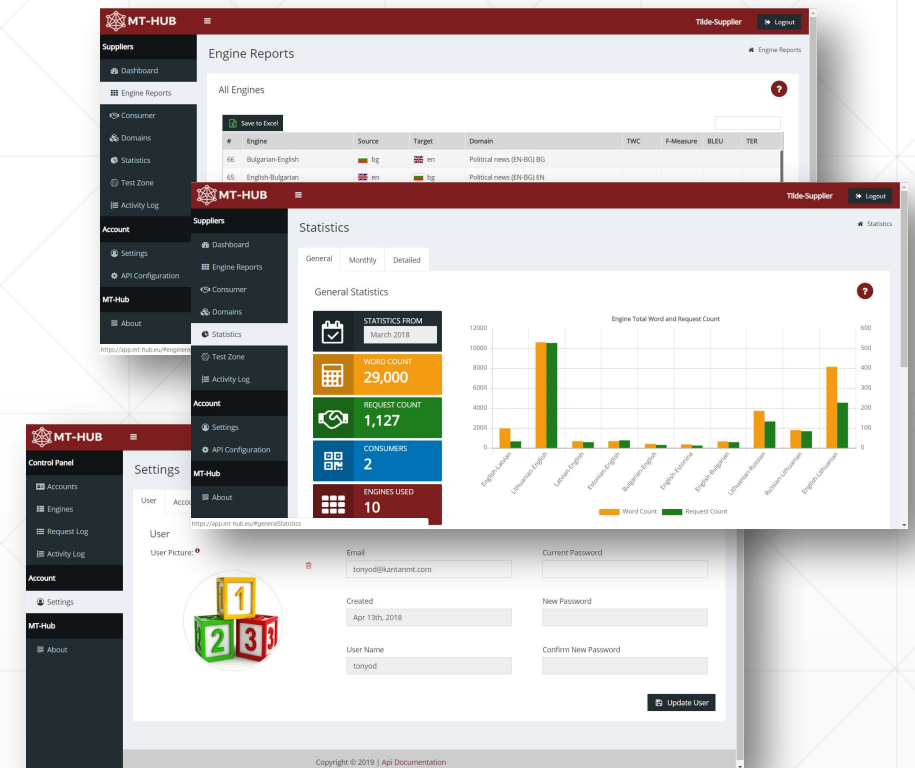 MT-HUB
Tilde-Supplier
Logout
Suppliers
Dashboard
Engine Reports
Consumer
Domains
Statistics
Test Zone
Activity Log
Account
Settings
API Configuration
MT-Hub
About
Engine Reports
Engine Reports
All Engines
?
Save to Excel
# Engine Source Target Domain TWC F-Measure BLEU TER
66 Bulgarian-English bg en Political news (EN-BG) BG
65 English-Bulgarian en bg Political news (EN-BG) EN
MT-HUB
Tilde-Supplier
Logout
Suppliers
Dashboard
Engine Reports
Consumer
Domains
Statistics
Test Zone
Activity Log
Account
Settings
API Configuration
MT-Hub
About
https://app.mt-hub.eu/#generalStatistics
Statistics
Statistics
General Monthly Detailed
General Statistics
?
STATISTICS FROM
March 2018
WORD COUNT
29,000
REQUEST COUNT
1,127
CONSUMERS
2
ENGINES USED
10
Engine Total Word and Request Count
12000 600
10000 500
8000 400
6000 300
4000 200
2000 100
0 0
English-Latvian
Lithuanian-English
Latvian-English
Estonian-English
Bulgarian-English
English-Estonina
English-Bulgarian
Lithuanian-Russian
Russian-Lithuanian
English-Lithuanian
Word Count Request Count
MT-HUB
Control Panel
Accounts
Engines
Request Log
Activity Log
Account
Settings
MT-Hub
About
Settings
User
User
User Picture:
1
2 3
Email
tonyod@kantanmt.com
Created
Apr 13th, 2018
User Name
tonyod
Current Password
New Password
Confirm New Password
Update User
Copyright © 2019 | Api Documentation